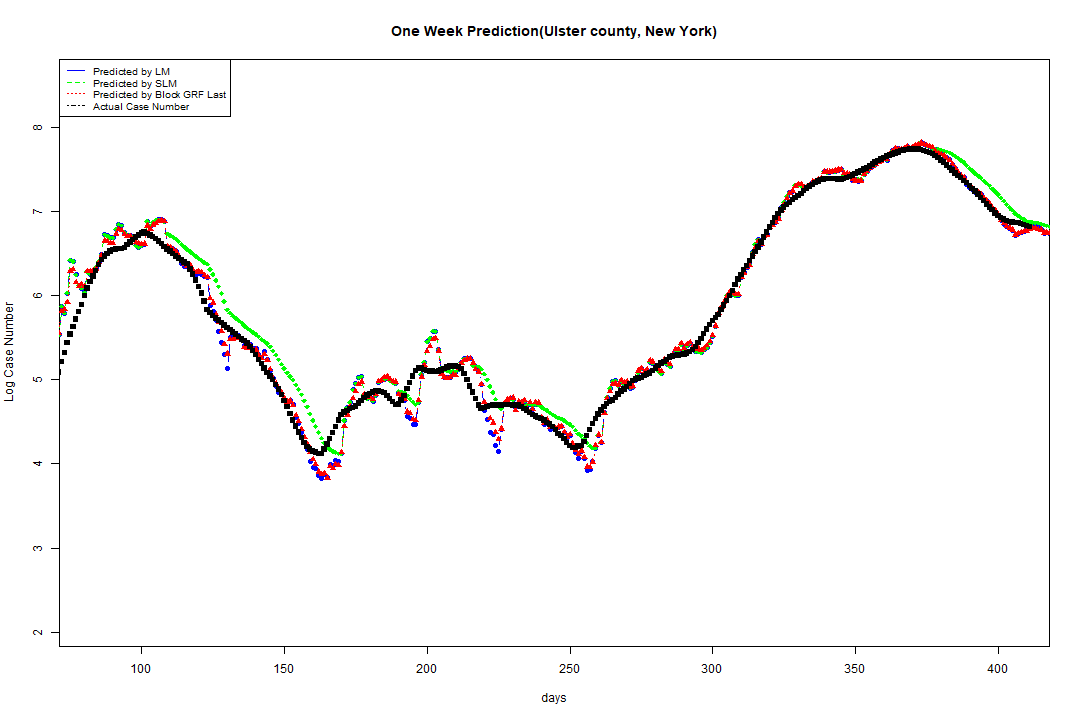 One Week Prediction(Ulster county, New York)
Predicted by LM
Predicted by SLM
Predicted by Block GRF Last
Actual Case Number
8
7
6
5
4
3
2
Log Case Number
100 150 200 250 300 350 400
days